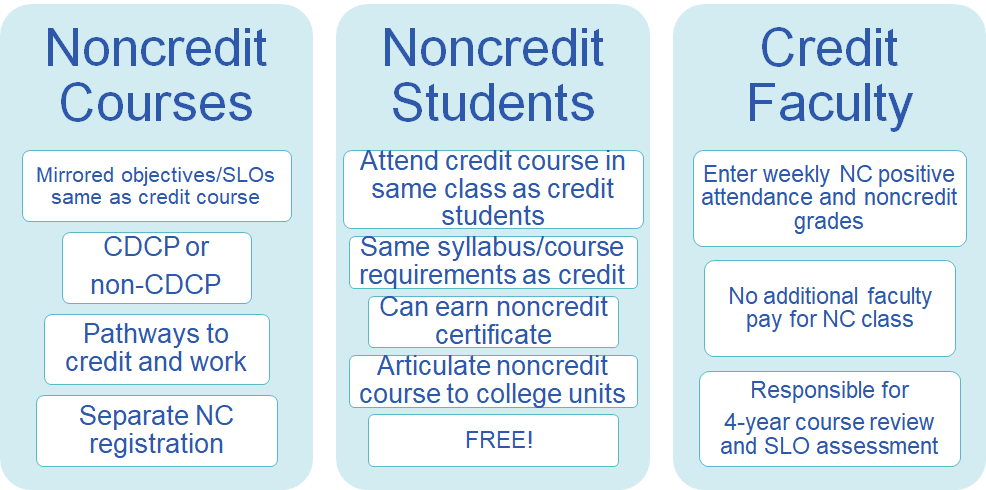 Noncredit
Courses
Mirrored objectives/SLOs
same as credit course
CDCP or
non-CDCP
Pathways to
credit and work
Separate NC
registration
Noncredit
Students
Attend credit course in
same class as credit
students
Same syllabus/course
requirements as credit
Can earn noncredit
certificate
Articulate noncredit
course to college units
FREE!
Credit
Faculty
Enter weekly NC positive
attendance and noncredit
grades
No additional faculty
pay for NC class
Responsible for
4-year course review
and SLO assessment